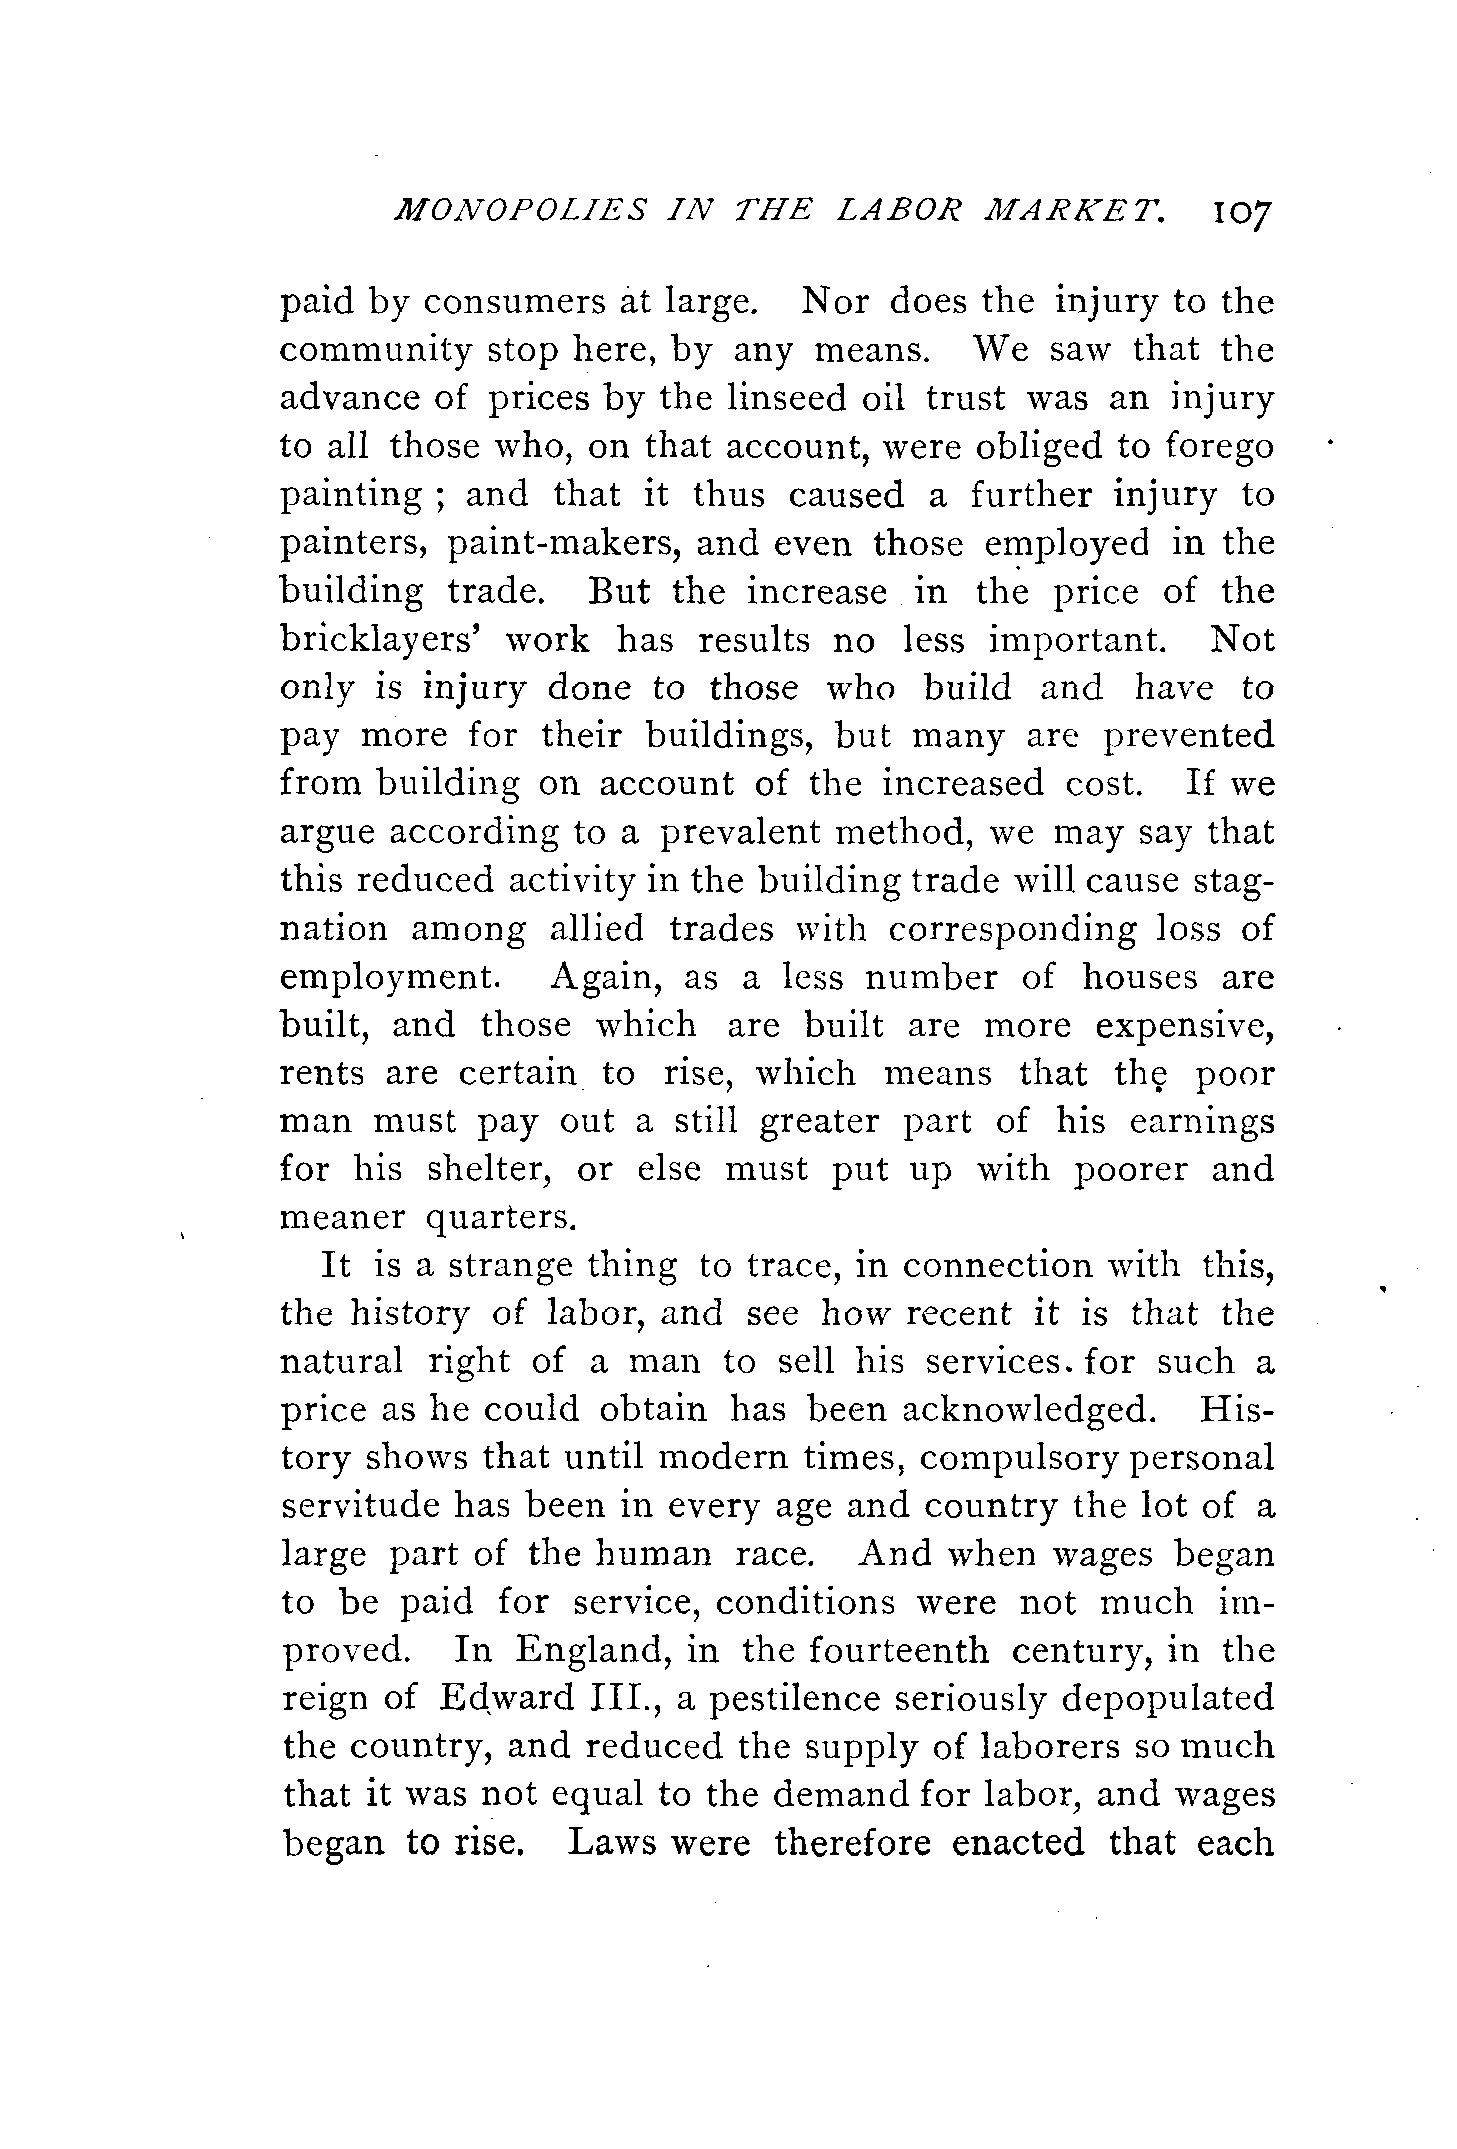 MONOPOLIES IN THE LABOR MARKET. 107
paid by consumers at large. Nor does the injury to the
community stop here, by any means. We saw that the
advance of prices by the linseed oil trust was an injury
to all those who, on that account, were obliged to forego
painting ; and that it thus caused a further injury to
painters, paint-makers, and even those employed in the
building trade. But the increase in the price of the
bricklayers' work has results no less important. Not
only is injury done to those who build and have to
pay more for their buildings, but many are prevented
from building on account of the increased cost. If we
argue according to a prevalent method, we may say that
this reduced activity in the building trade will cause stag-
nation among allied trades with corresponding loss of
employment. Again, as a less number of houses are
built, and those which are built are more expensive,
rents are certain to rise, which means that the poor
man must pay out a still greater part of his earnings
for his shelter, or else must put up with poorer and
meaner quarters.
It is a strange thing to trace, in connection with this,
the history of labor, and see how recent it is that the
natural right of a man to sell his services. for such a
price as he could obtain has been acknowledged. His-
tory shows that until modern times, compulsory personal
servitude has been in every age and country the lot of a
large part of the human race. And when wages began
to be paid for service, conditions were not much im-
proved. In England, in the fourteenth century, in the
reign of Edward III., a pestilence seriously depopulated
the country, and reduced the supply of laborers so much
that it was not equal to the demand for labor, and wages
began to rise. Laws were therefore enacted that each